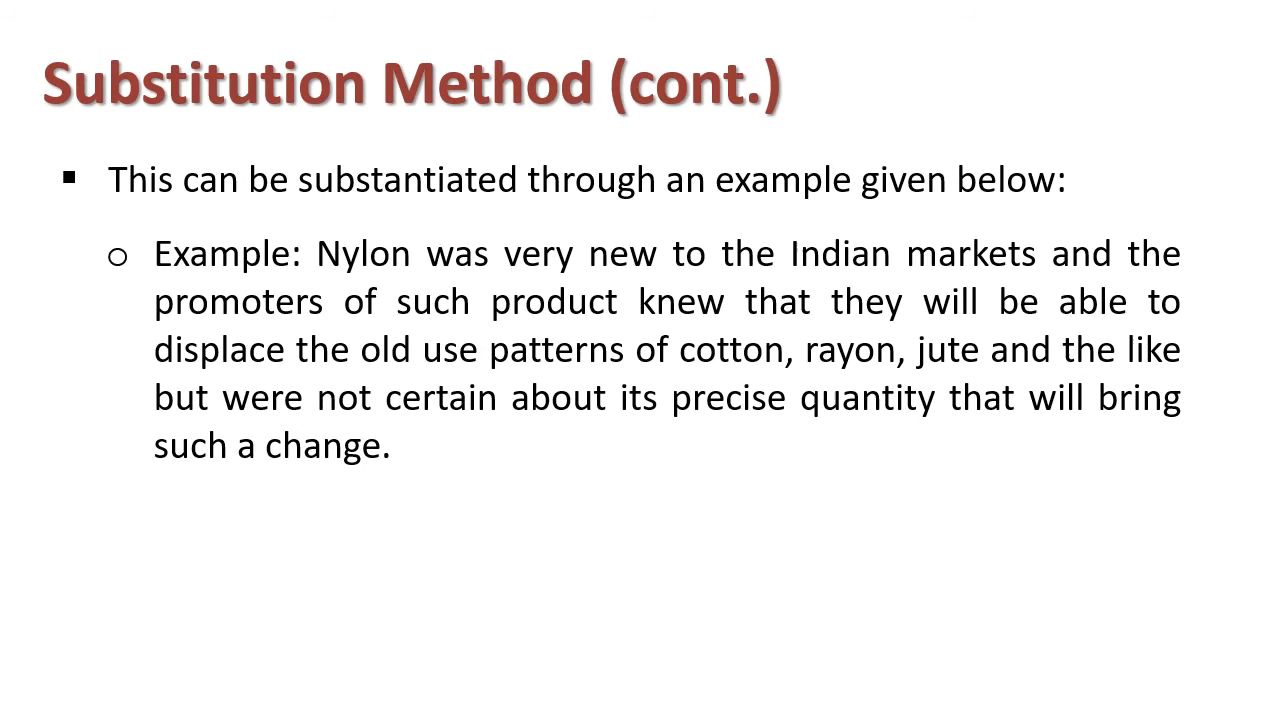 Substitution Method (cont.)
▪ This can be substantiated through an example given below:
o Example: Nylon was very new to the Indian markets and the
promoters of such product knew that they will be able to
displace the old use patterns of cotton, rayon, jute and the like
but were not certain about its precise quantity that will bring
such a change.